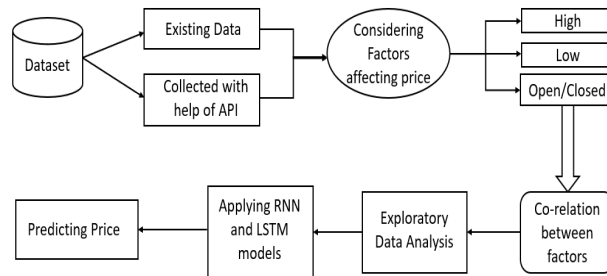 Dataset
Existing Data
Collected with
help of API
Considering
Factors
affecting price
High
Low
Open/Closed
Co-relation
between
factors
Exploratory
Data Analysis
Applying RNN
and LSTM
models
Predicting Price